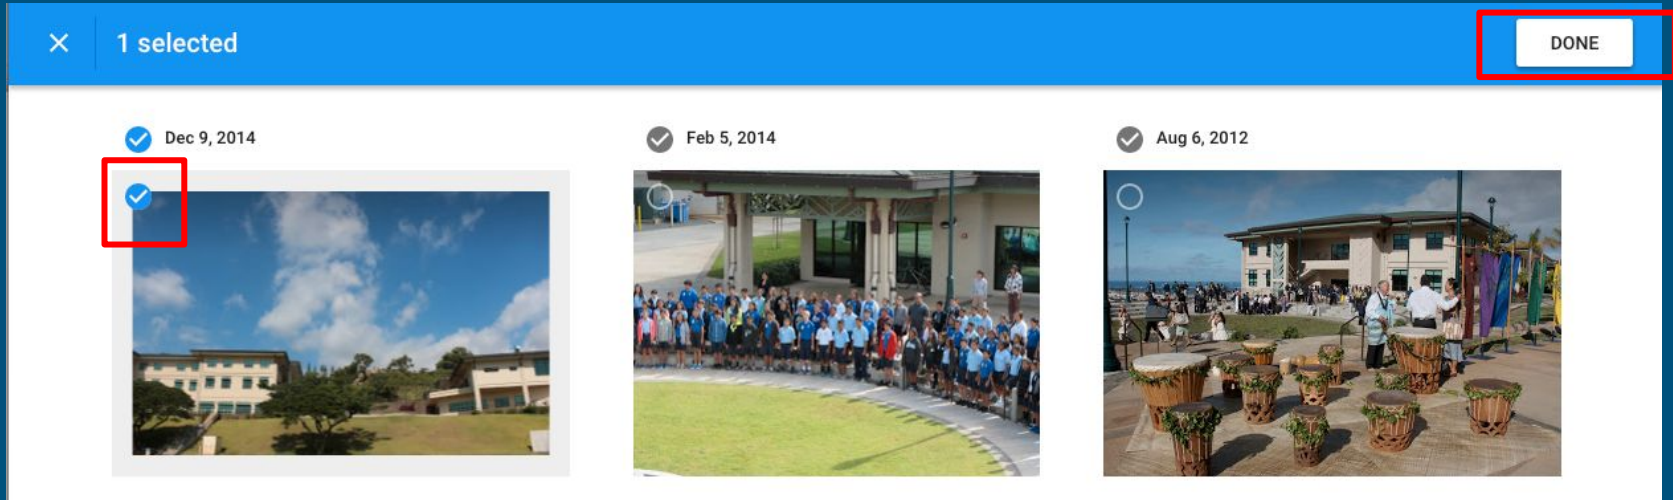 1 selected
DONE
Dec 9, 2014
Feb 5, 2014
Aug 6, 2012